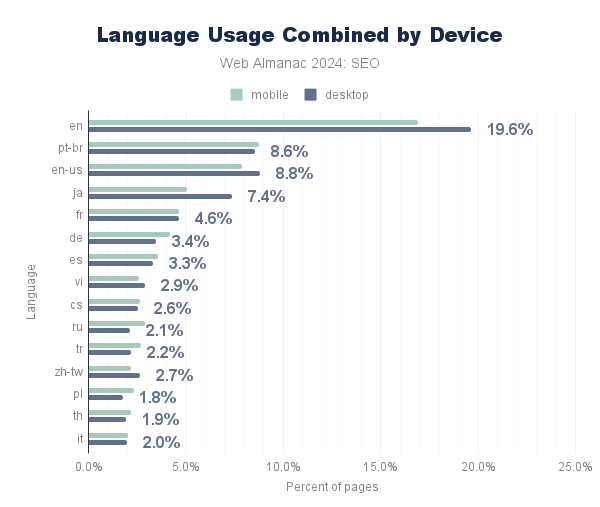 Language Usage Combined by Device
Web Almanac 2024: SEO
mobile desktop
en 19.6%
pt-br 8.6%
en-us 8.8%
ja 7.4%
fr 4.6%
de 3.4%
es 3.3%
vi 2.9%
cs 2.6%
ru 2.1%
tr 2.2%
zh-tw 2.7%
pl 1.8%
th 1.9%
it 2.0%
Language
0.0% 5.0% 10.0% 15.0% 20.0% 25.0%
Percent of pages